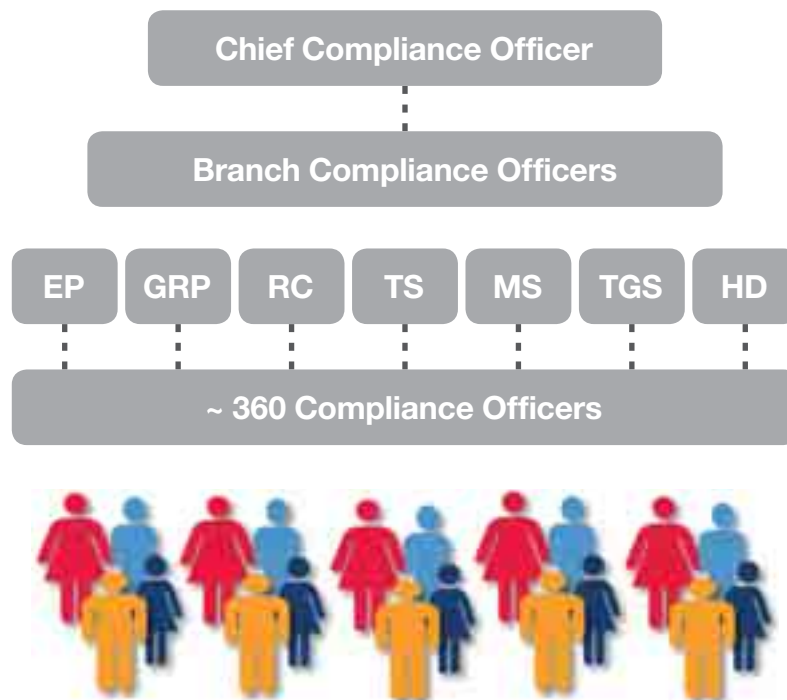 Chief Compliance Officer
Branch Compliance Officers
EP GRP RC TS MS TGS HD
~ 360 Compliance Officers